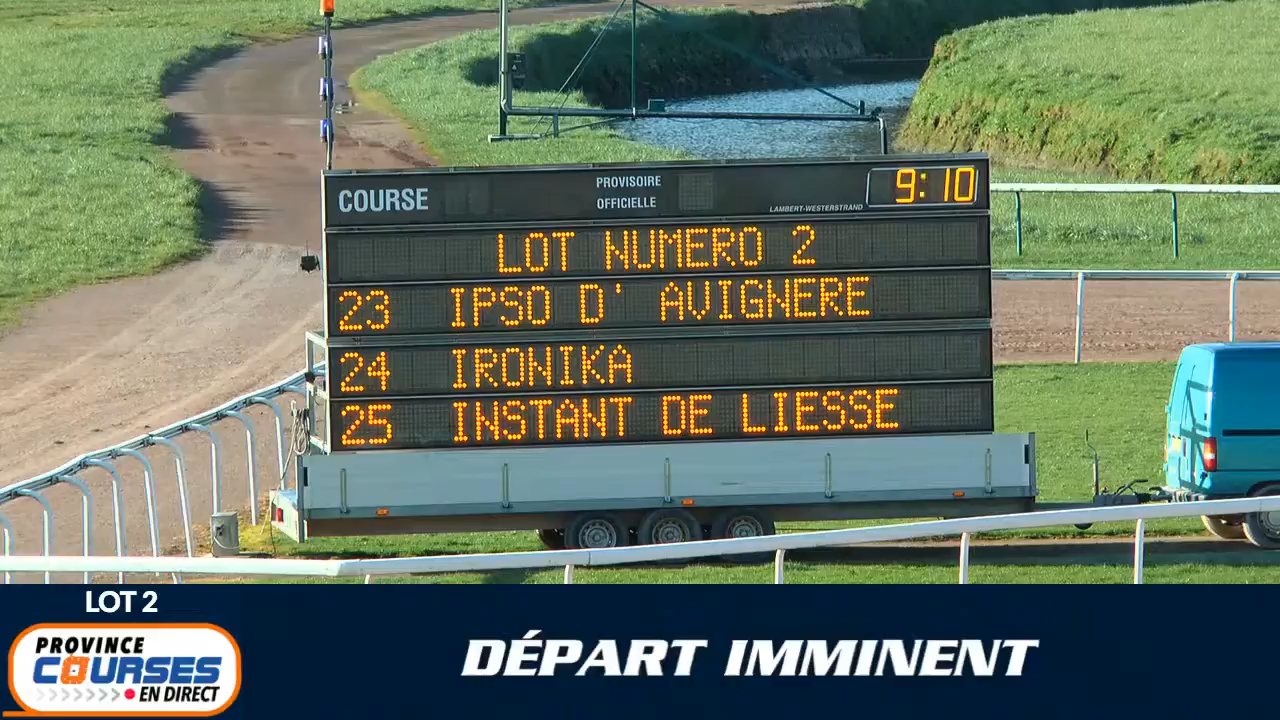 COURSE
PROVISOIRE
OFFICIELLE
LAMBERT-WESTERSTRAND
9:10
LOT NUMERO 2
23 IPSO D' AVIGNERE
24 IRONIKA
25 INSTANT DE LIESSE
LOT 2
PROVINCE
COURSES
EN DIRECT
DÉPART IMMINENT